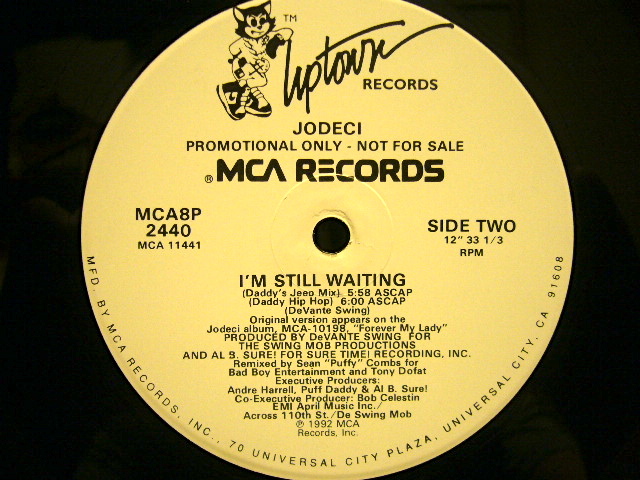 Uptown TM
RECORDS
JODECI
PROMOTIONAL ONLY - NOT FOR SALE
® MCA RECORDS
MCA8P
2440
MCA 11441
SIDE TWO
12" 33 1/3
RPM
I'M STILL WAITING
(Daddy's Jeep Mix) 5:58 ASCAP
(Daddy Hip Hop) 6:00 ASCAP
(DeVante Swing)
Original version appears on the
Jodeci album, MCA-10198, "Forever My Lady"
PRODUCED BY DeVANTE SWING FOR
THE SWING MOB PRODUCTIONS
AND AL B. SURE! FOR SURE TIME! RECORDING, INC.
Remixed by Sean "Puffy" Combs for
Bad Boy Entertainment and Tony Dofat
Executive Producers:
Andre Harrell, Puff Daddy & Al B. Sure!
Co-Executive Producer: Bob Celestin
EMI April Music Inc./
Across 110th St./De Swing Mob
℗ 1992 MCA
Records, Inc.
MFD. BY MCA RECORDS, INC., 70 UNIVERSAL CITY PLAZA, UNIVERSAL CITY, CA 91608